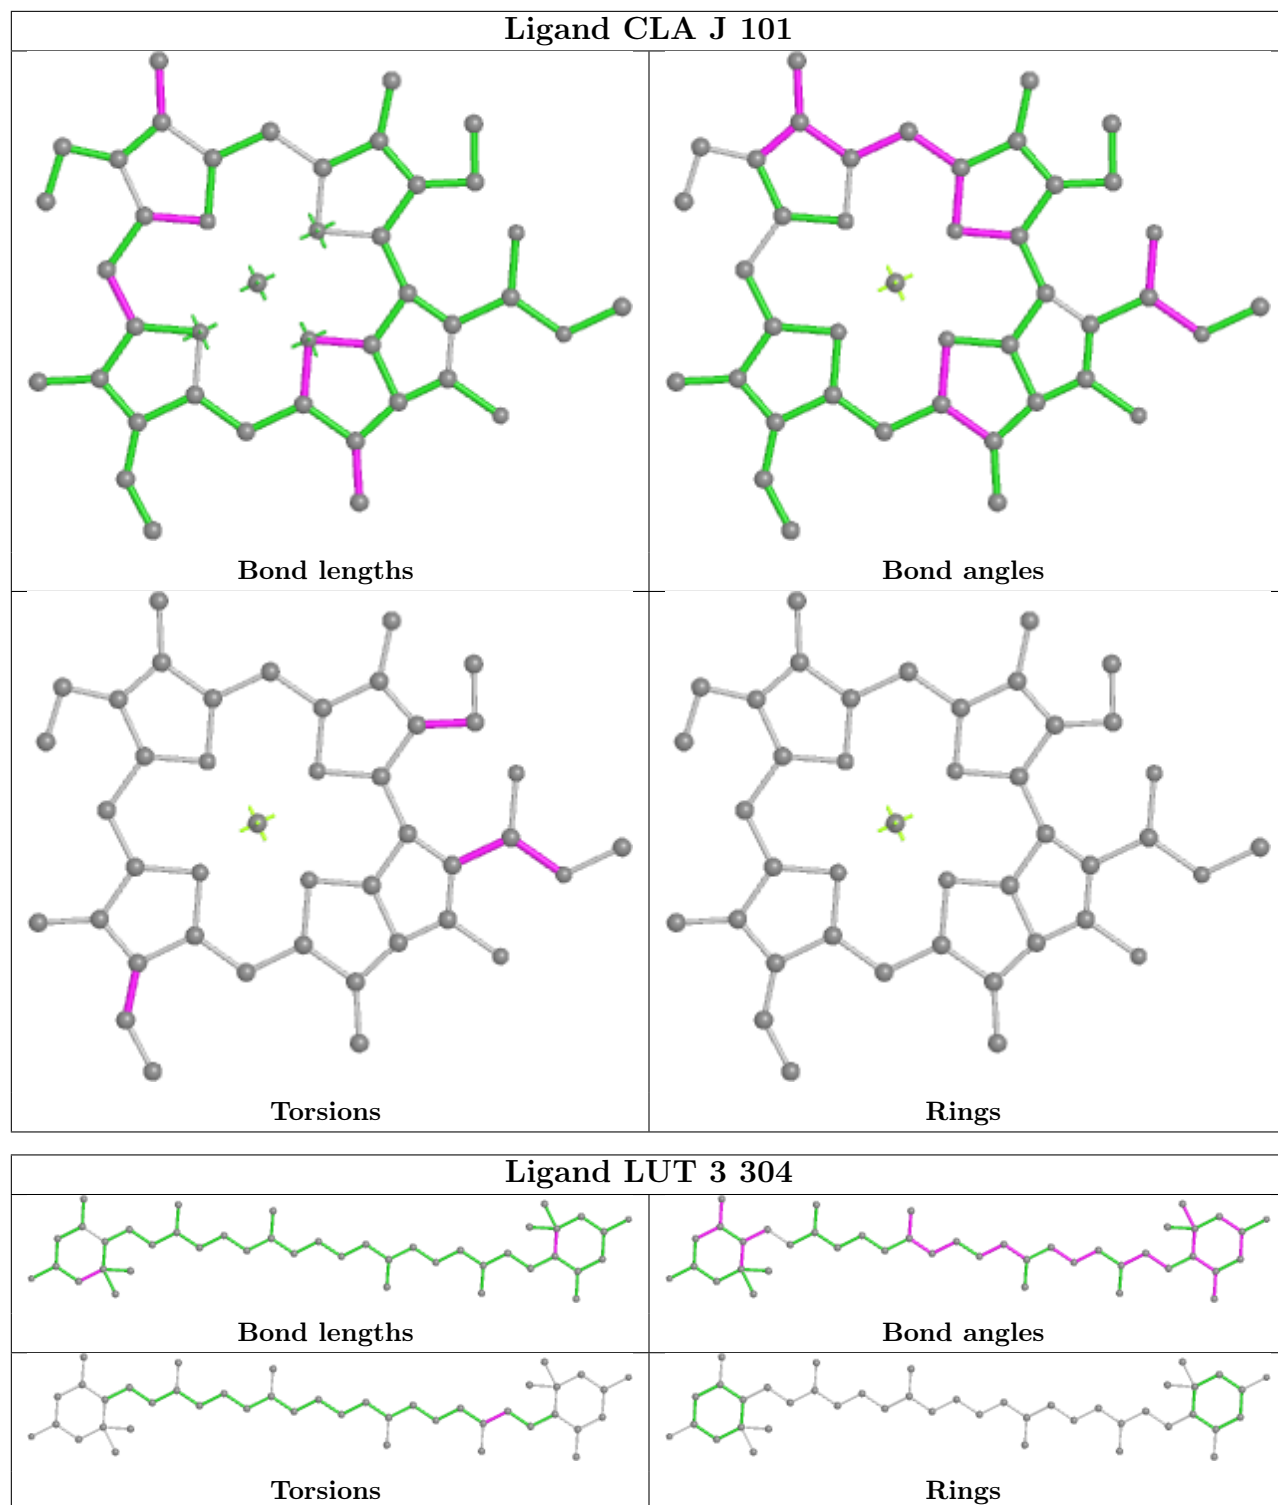 Ligand CLA J 101
Bond lengths
Bond angles
Torsions
Rings
Ligand LUT 3 304
Bond lengths
Bond angles
Torsions
Rings